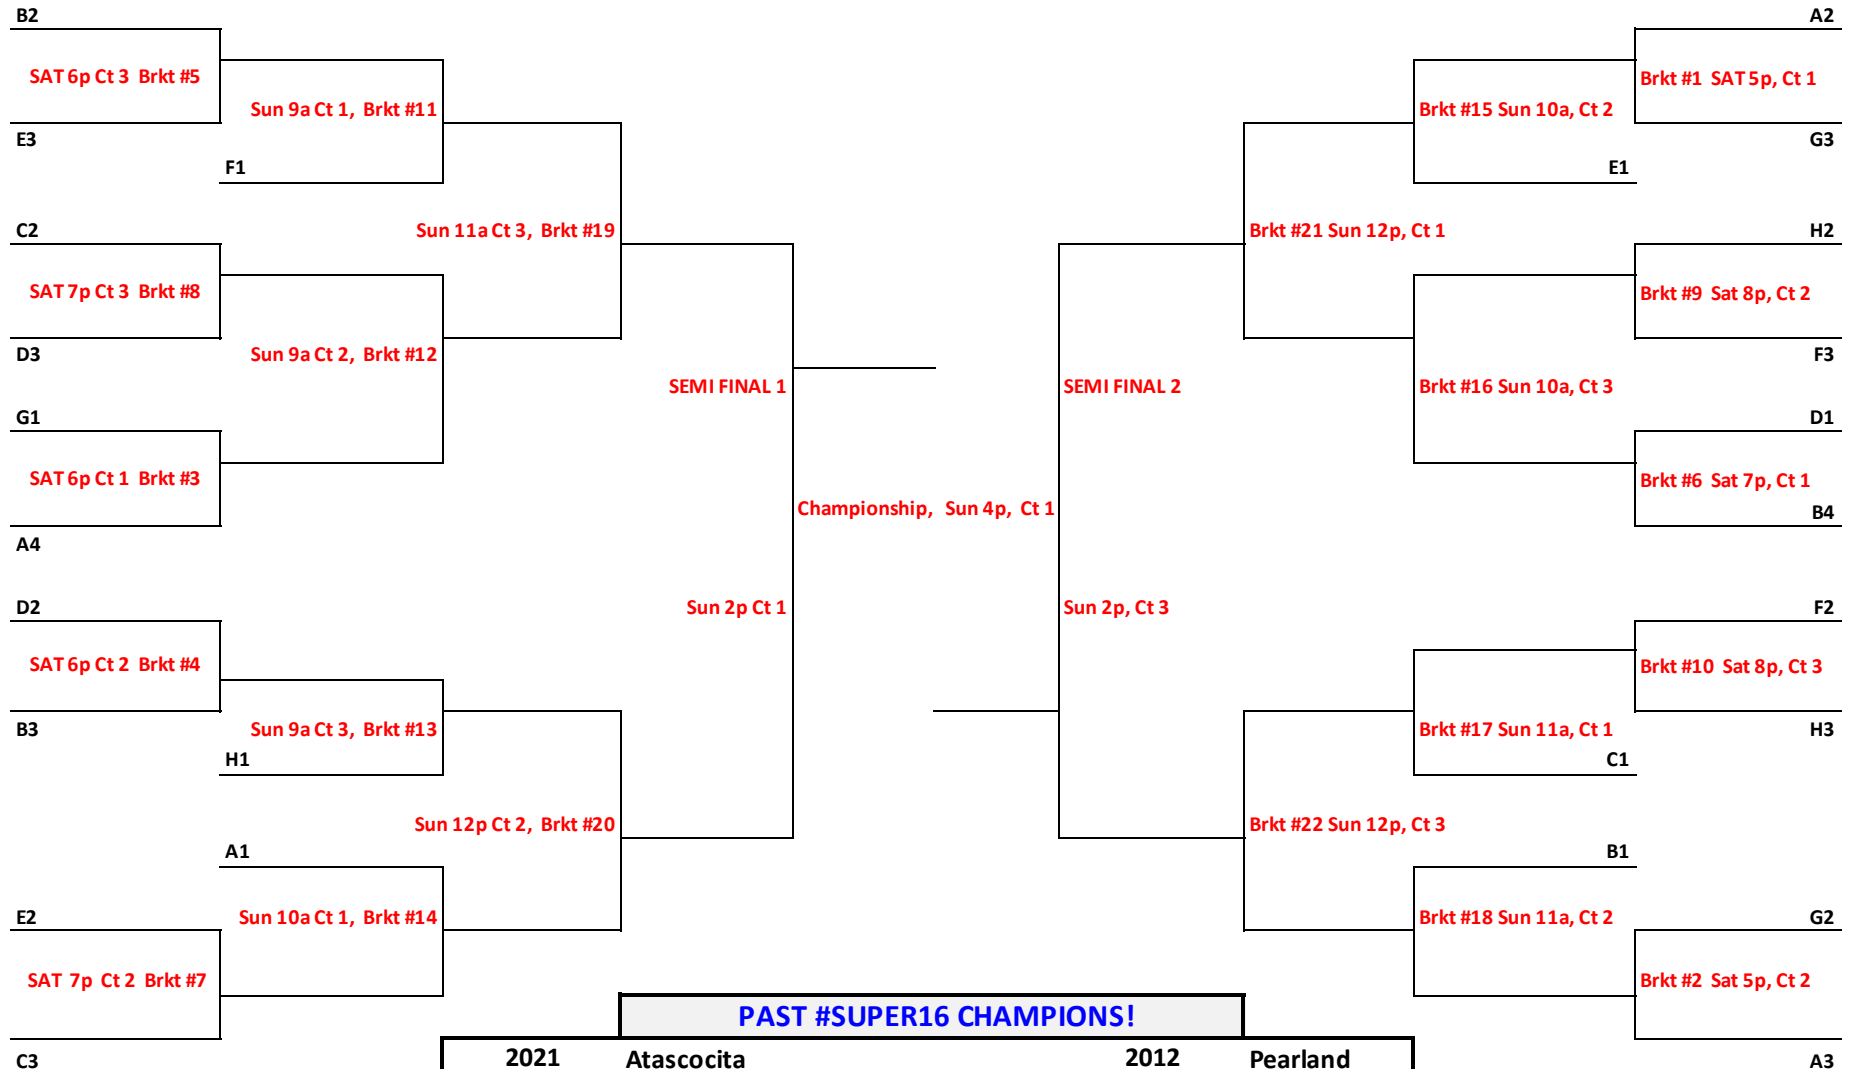 B2 A2
SAT 6p Ct 3 Brkt #5 Brkt #1 SAT 5p, Ct 1
Sun 9a Ct 1, Brkt #11 Brkt #15 Sun 10a, Ct 2
E3 G3
F1 E1
C2 Sun 11a Ct 3, Brkt #19 Brkt #21 Sun 12p, Ct 1 H2
SAT 7p Ct 3 Brkt #8 Brkt #9 Sat 8p, Ct 2
D3 Sun 9a Ct 2, Brkt #12 F3
SEMI FINAL 1 SEMI FINAL 2 Brkt #16 Sun 10a, Ct 3
G1 D1
SAT 6p Ct 1 Brkt #3 Brkt #6 Sat 7p, Ct 1
Championship, Sun 4p, Ct 1 B4
A4
D2 Sun 2p Ct 1 Sun 2p, Ct 3 F2
SAT 6p Ct 2 Brkt #4 Brkt #10 Sat 8p, Ct 3
B3 Sun 9a Ct 3, Brkt #13 Brkt #17 Sun 11a, Ct 1 H3
H1 C1
Sun 12p Ct 2, Brkt #20 Brkt #22 Sun 12p, Ct 3
A1 B1
E2 Sun 10a Ct 1, Brkt #14 Brkt #18 Sun 11a, Ct 2 G2
SAT 7p Ct 2 Brkt #7 Brkt #2 Sat 5p, Ct 2
PAST #SUPER16 CHAMPIONS!
C3 2021 Atascocita 2012 Pearland A3